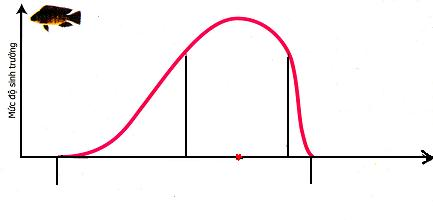 Mức độ sinh trưởng